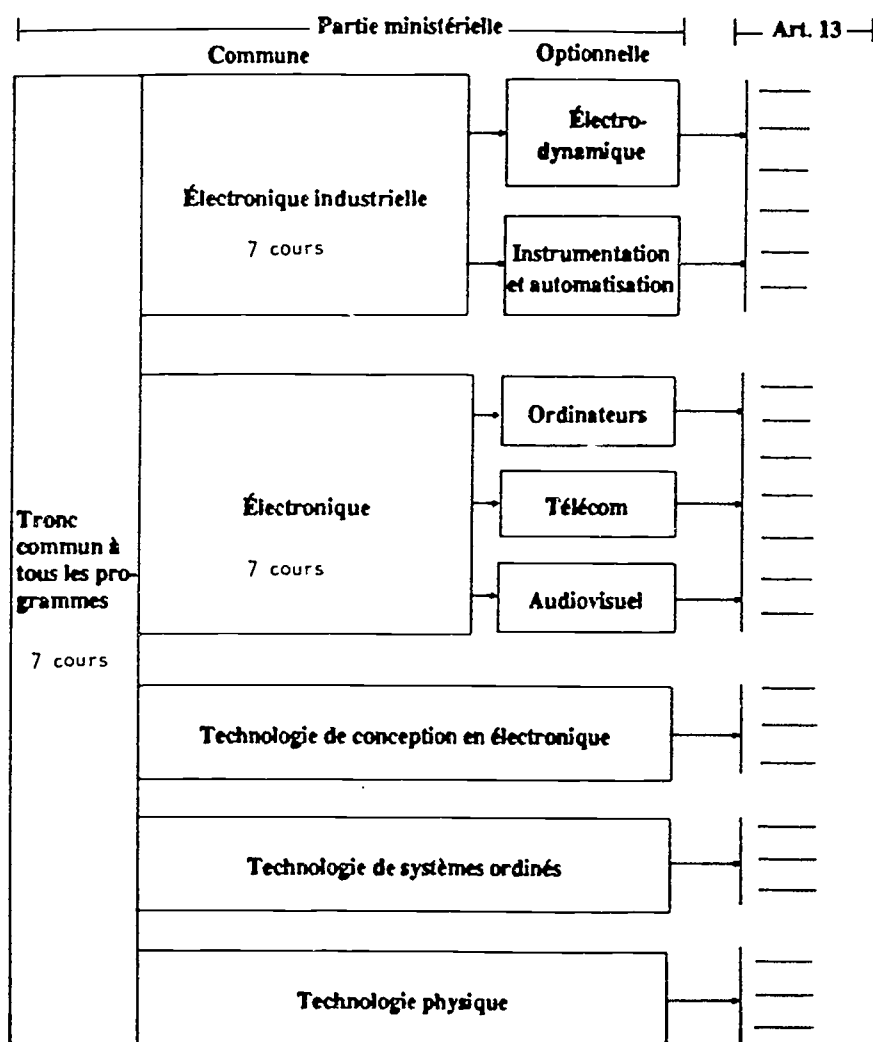 Partie ministérielle
Art. 13
Commune
Optionnelle
Électronique industrielle
7 cours
Électro-
dynamique
Instrumentation
et automatisation
Électronique
7 cours
Ordinateurs
Télécom
Audiovisuel
Tronc
commun à
tous les pro-
grammes
7 cours
Technologie de conception en électronique
Technologie de systèmes ordinés
Technologie physique